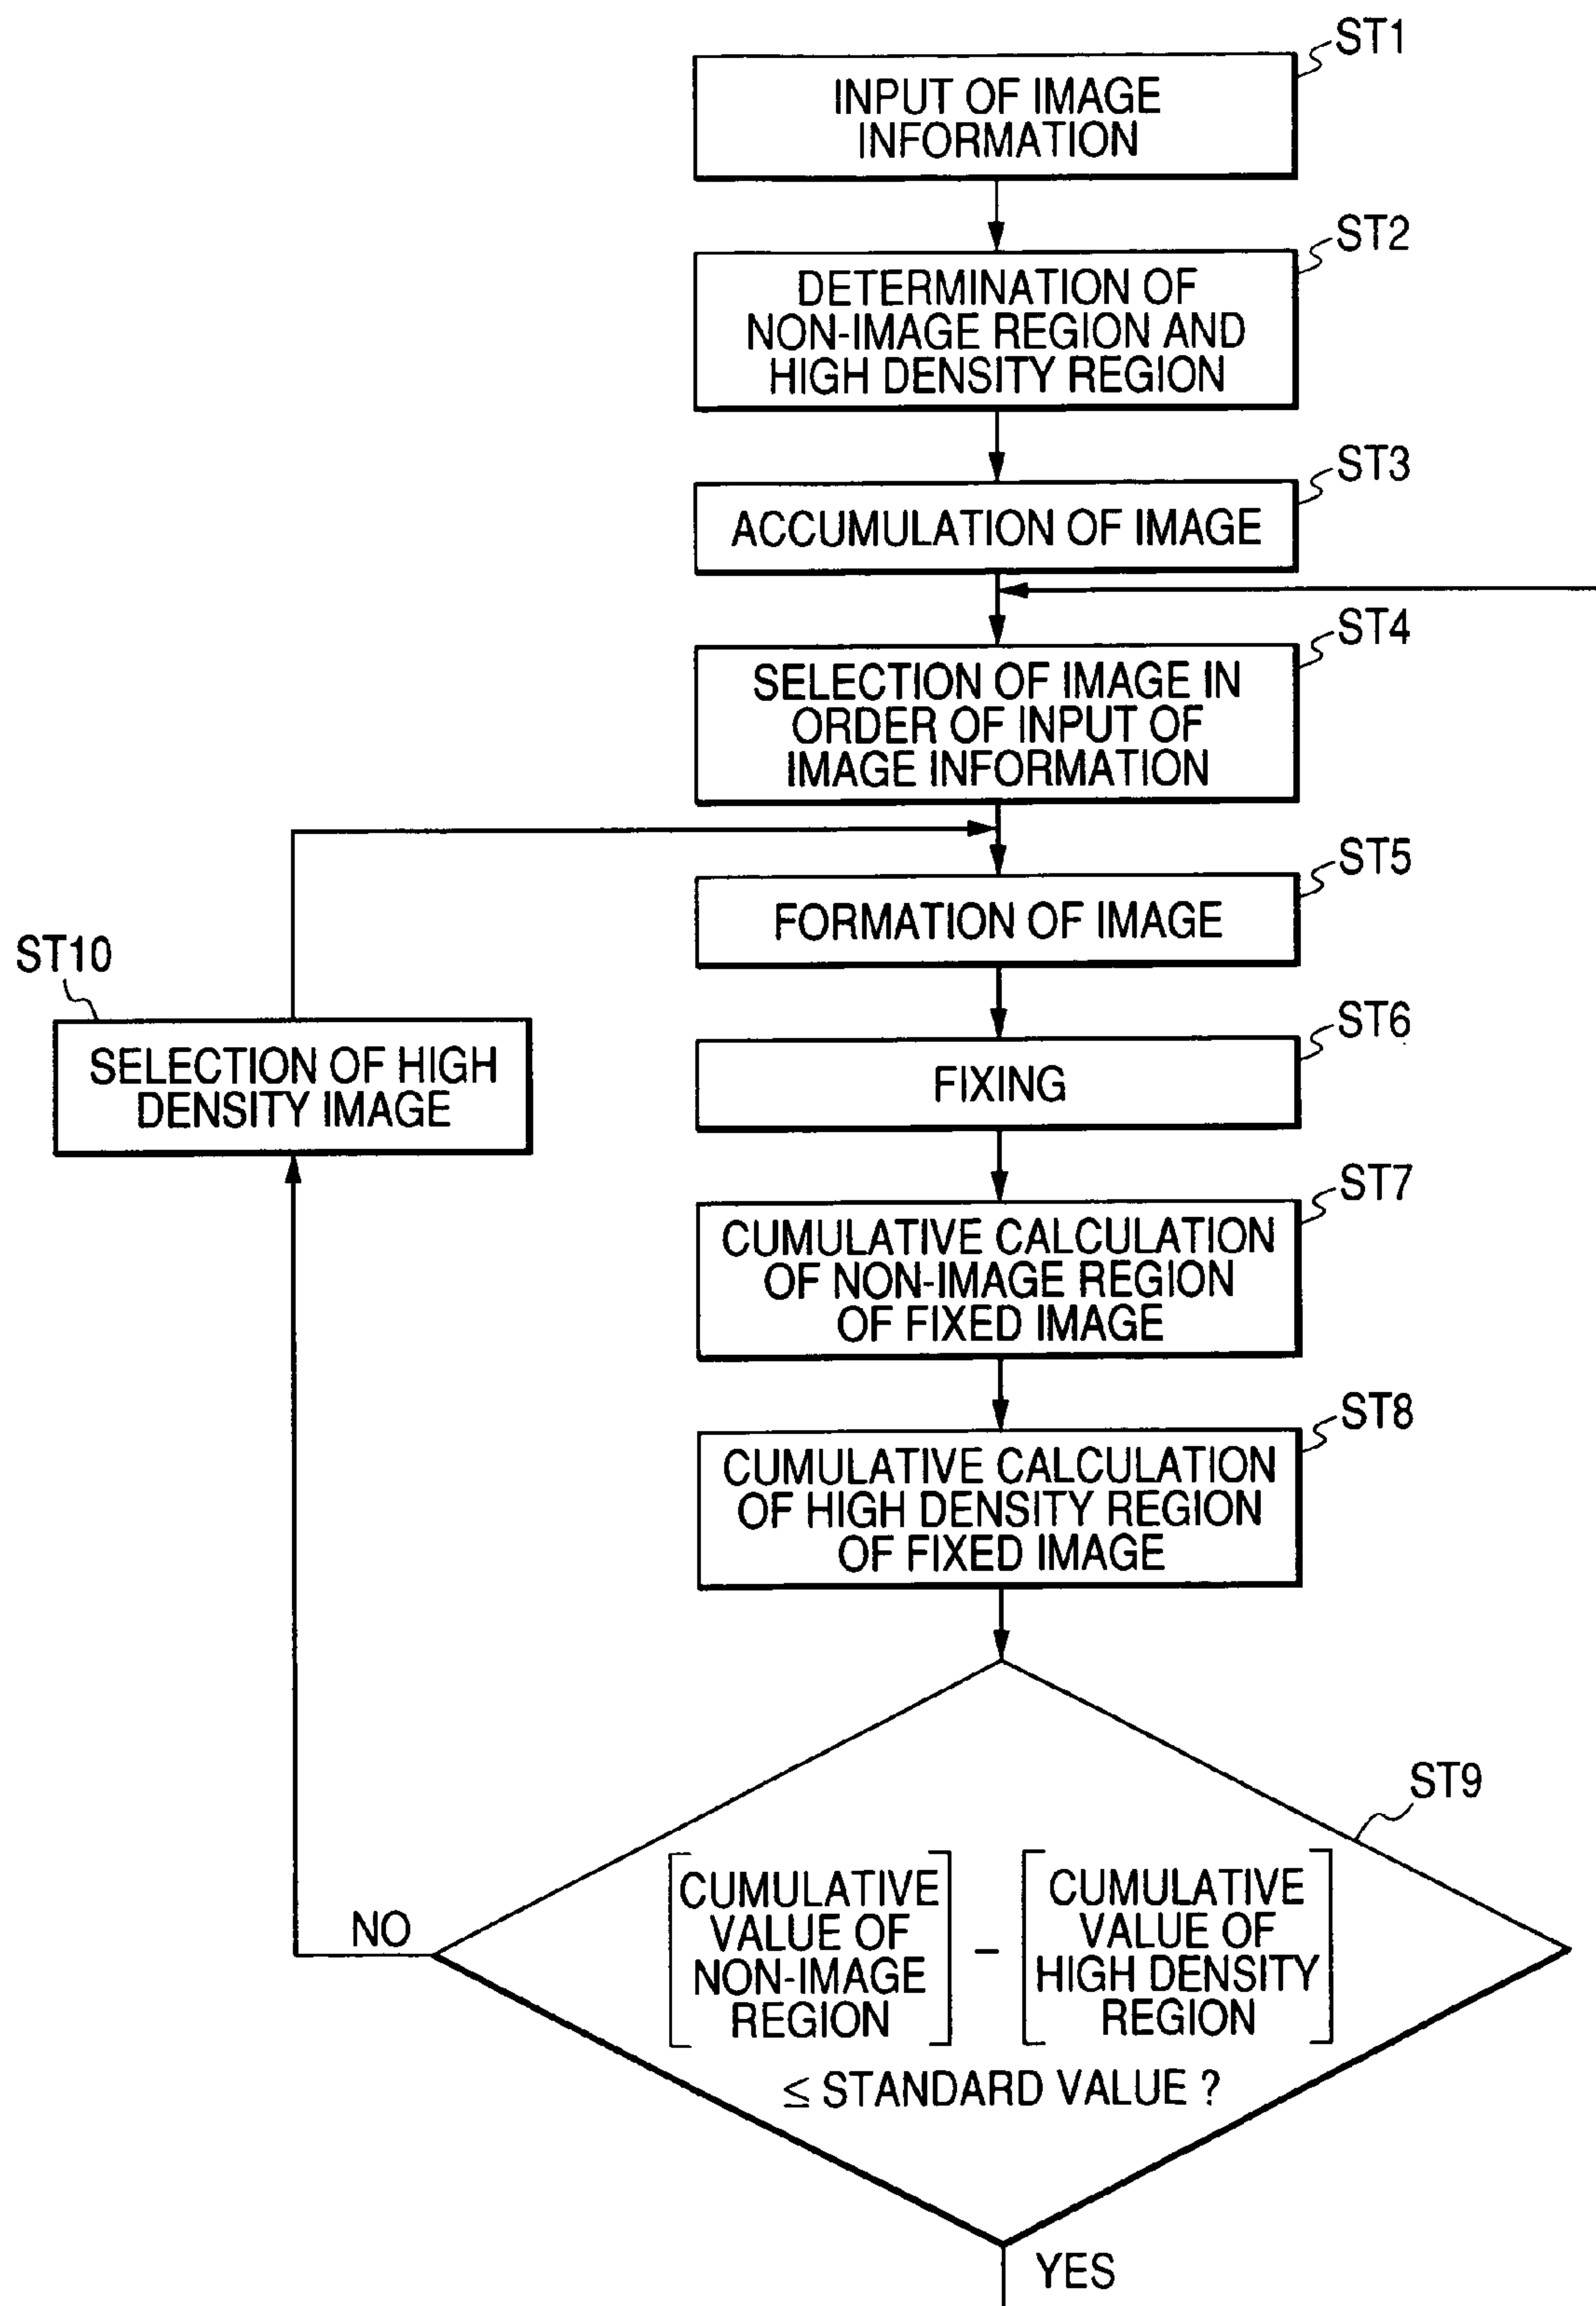 ST1
INPUT OF IMAGE
INFORMATION
ST2
DETERMINATION OF
NON-IMAGE REGION AND
HIGH DENSITY REGION
ST3
ACCUMULATION OF IMAGE
ST4
SELECTION OF IMAGE IN
ORDER OF INPUT OF
IMAGE INFORMATION
ST5
FORMATION OF IMAGE
ST10
SELECTION OF HIGH
DENSITY IMAGE
ST6
FIXING
ST7
CUMULATIVE CALCULATION
OF NON-IMAGE REGION
OF FIXED IMAGE
ST8
CUMULATIVE CALCULATION
OF HIGH DENSITY REGION
OF FIXED IMAGE
ST9
CUMULATIVE
VALUE OF
NON-IMAGE
REGION
–
CUMULATIVE
VALUE OF
HIGH DENSITY
REGION
≤ STANDARD VALUE ?
NO
YES